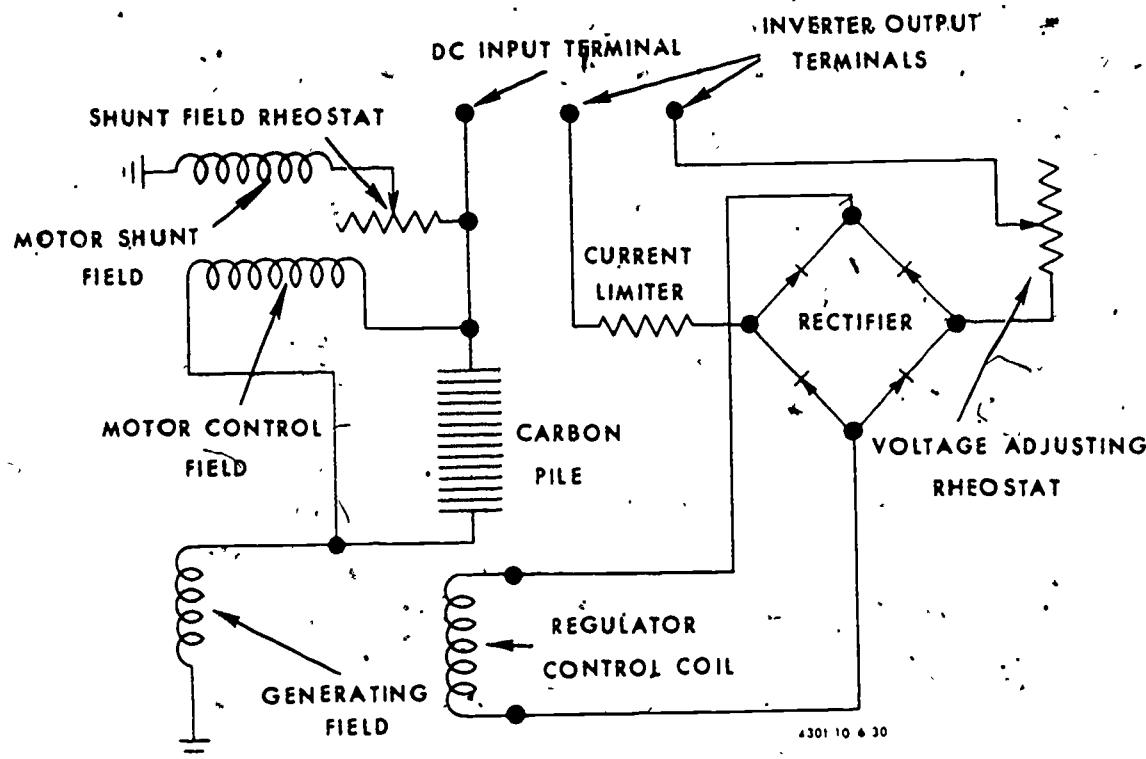 DC INPUT TERMINAL
INVERTER OUTPUT
TERMINALS
SHUNT FIELD RHEOSTAT
MOTOR SHUNT
FIELD
CURRENT
LIMITER
RECTIFIER
MOTOR CONTROL
FIELD
CARBON
PILE
VOLTAGE ADJUSTING
RHEOSTAT
REGULATOR
CONTROL COIL
GENERATING
FIELD
4301 10 6 30